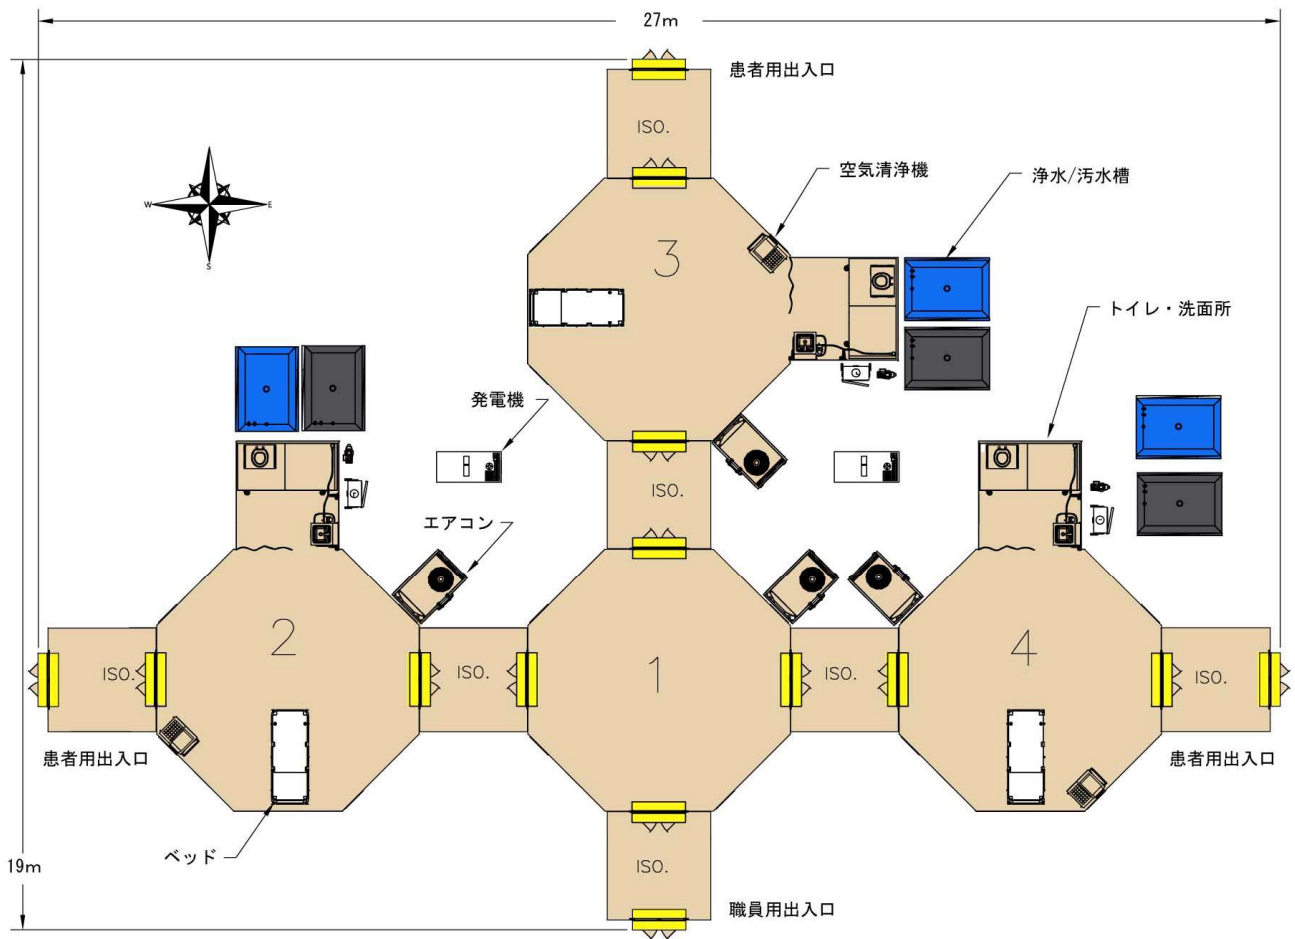 27m
患者用出入口
ISO.
空気清浄機
浄水/汚水槽
W
E
S
3
トイレ・洗面所
発電機
ISO.
エアコン
2
1
4
ISO.
ISO.
ISO.
ISO.
患者用出入口
患者用出入口
ベッド
19m
ISO.
職員用出入口